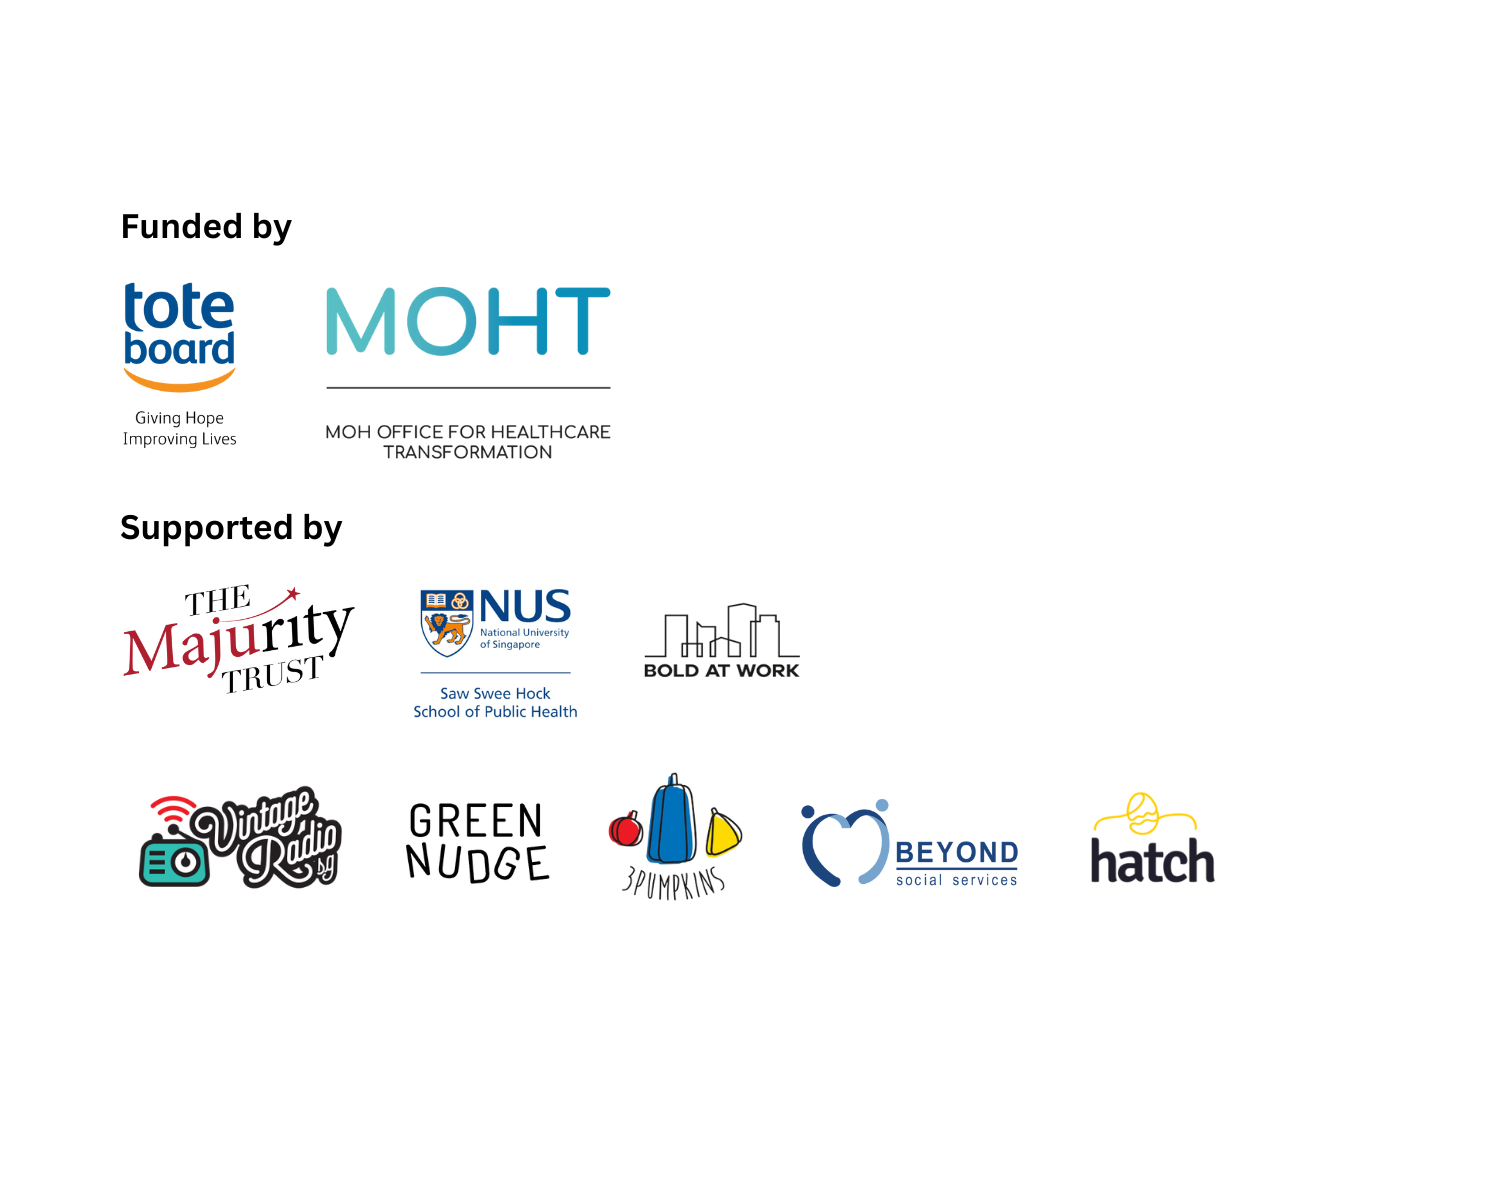 Funded by
tote
board
Giving Hope
Improving Lives
MOHT
MOH OFFICE FOR HEALTHCARE
TRANSFORMATION
Supported by
THE
Majurity
TRUST
NUS
National University
of Singapore
Saw Swee Hock
School of Public Health
BOLD AT WORK
Vintage
Radio
sg
GREEN
NUDGE
3PUMPKINS
BEYOND
social services
hatch